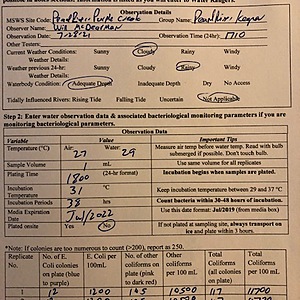 Observation Details
MSWS Site: Purdie Creek Group Name:
Observer Name: Will McDearman
Observation Date: 7-28-21 Observation Time (24hr): 1710
Site Notes: Other
Current Weather Conditions: Sunny Cloudy Rainy Windy
Weather Details:
Weather previous 24-hr: Sunny Cloudy Rainy Windy
Weather Details:
Waterbody Condition: Adequate Depth Inadequate Depth Dry No Access
Tidally Influenced Rivers: Rising Tide Falling Tide Uncertain Not Applicable
Step 2: Enter water observation data & associated bacteriological monitoring parameters if you are
monitoring bacteriological parameters.
Observation Data
Variable Value Important Tips
Temperature (°C) Air: 27 Water: 29 Measure air temp before water temp. Read with bulb submerged if possible. Don't touch bulb.
Sample Volume 1 mL Use same volume for all replicates
Plating Time 1800 (24-hr format) Incubation begins when samples are plated.
Incubation Temperature 31 °C Keep incubation temperature between 29 and 37 °C
Incubation Periods 38 hrs Count bacteria within 30-48 hours of incubation.
Media Expiration Date Jul/2022 Use this date format: Jul/2019 (from media box)
Plated onsite Yes No If not plated at sampling site, always transport on ice and plate within 3 hours.
*Note: If colonies are too numerous to count (>200), report as 250.
Replicate No. No. of E. Coli colonies on plate (blue to purple) E. Coli per 100mL No. of other coliforms on plate (pink to dark red) Other Coliforms per 100mL Total Coliforms (all colonies on plate) Total Coliforms per 100 mL
1 12 1200 105 10500 117 11700